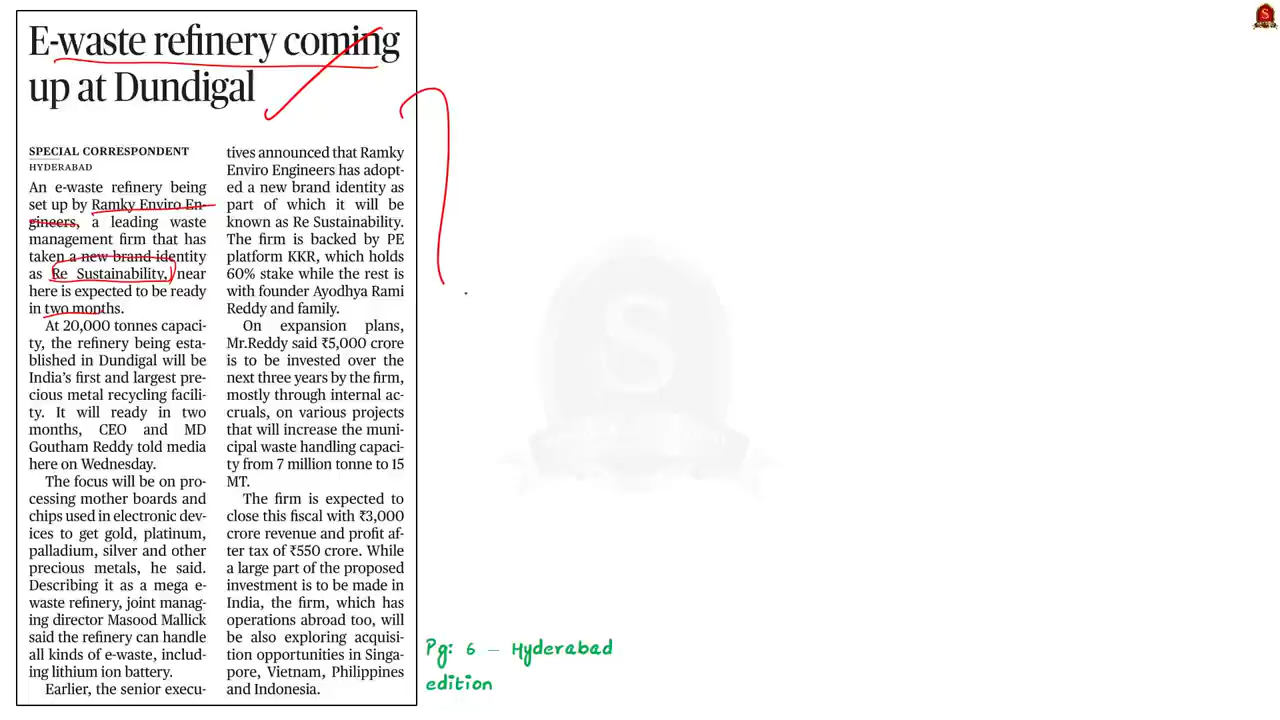 E-waste refinery coming
up at Dundigal
SPECIAL CORRESPONDENT
HYDERABAD
An e-waste refinery being
set up by Ramky Enviro En-
gineers, a leading waste
management firm that has
taken a new brand identity
as Re Sustainability, near
here is expected to be ready
in two months.
At 20,000 tonnes capaci-
ty, the refinery being esta-
blished in Dundigal will be
India's first and largest pre-
cious metal recycling facili-
ty. It will ready in two
months, CEO and MD
Goutham Reddy told media
here on Wednesday.
The focus will be on pro-
cessing mother boards and
chips used in electronic dev-
ices to get gold, platinum,
palladium, silver and other
precious metals, he said.
Describing it as a mega e-
waste refinery, joint manag-
ing director Masood Mallick
said the refinery can handle
all kinds of e-waste, includ-
ing lithium ion battery.
Earlier, the senior execu-
tives announced that Ramky
Enviro Engineers has adopt-
ed a new brand identity as
part of which it will be
known as Re Sustainability.
The firm is backed by PE
platform KKR, which holds
60% stake while the rest is
with founder Ayodhya Rami
Reddy and family.
On expansion plans,
Mr.Reddy said ₹5,000 crore
is to be invested over the
next three years by the firm,
mostly through internal ac-
cruals, on various projects
that will increase the muni-
cipal waste handling capaci-
ty from 7 million tonne to 15
MT.
The firm is expected to
close this fiscal with ₹3,000
crore revenue and profit af-
ter tax of ₹550 crore. While
a large part of the proposed
investment is to be made in
India, the firm, which has
operations abroad too, will
be also exploring acquisi-
tion opportunities in Singa-
pore, Vietnam, Philippines
and Indonesia.
Pg: 6 – Hyderabad
edition
S
S